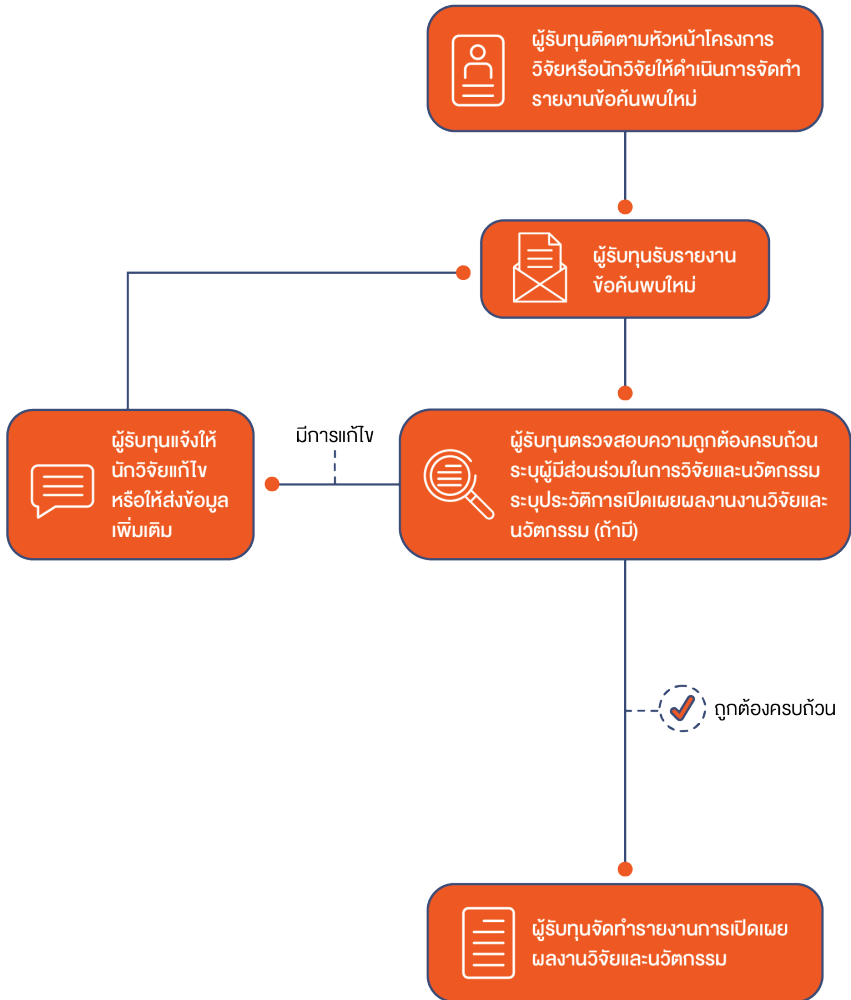 ผู้รับทุนติดตามหัวหน้าโครงการ
วิจัยหรือนักวิจัยให้ดำเนินการจัดทำ
รายงานข้อค้นพบใหม่
ผู้รับทุนรับรายงาน
ข้อค้นพบใหม่
ผู้รับทุนแจ้งให้
นักวิจัยแก้ไข
หรือให้ส่งข้อมูล
เพิ่มเติม
มีการแก้ไข
ผู้รับทุนตรวจสอบความถูกต้องครบถ้วน
ระบุผู้มีส่วนร่วมในการวิจัยและนวัตกรรม
ระบุประวัติการเปิดเผยผลงานงานวิจัยและ
นวัตกรรม (ถ้ามี)
ถูกต้องครบถ้วน
ผู้รับทุนจัดทำรายงานการเปิดเผย
ผลงานวิจัยและนวัตกรรม